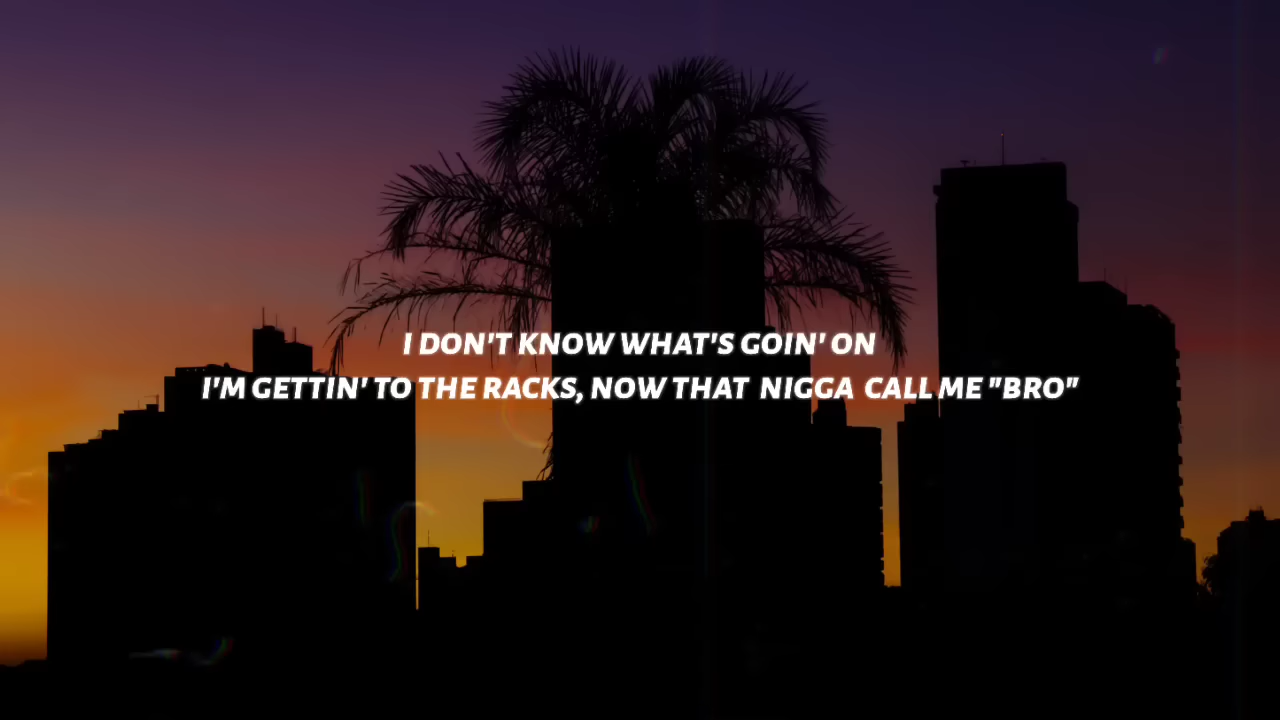 I DON'T KNOW WHAT'S GOIN' ON
I'M GETTIN' TO THE RACKS, NOW THAT NIGGA CALL ME "BRO"